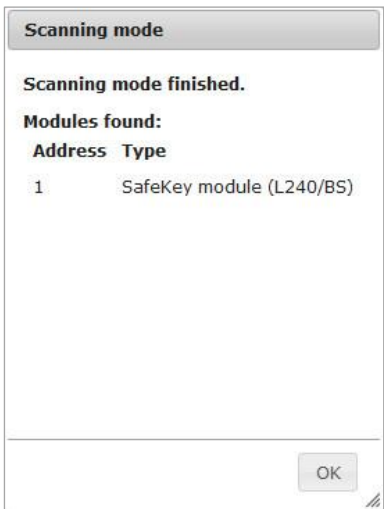 Scanning mode
Scanning mode finished.
Modules found:
Address Type
1 SafeKey module (L240/BS)
OK